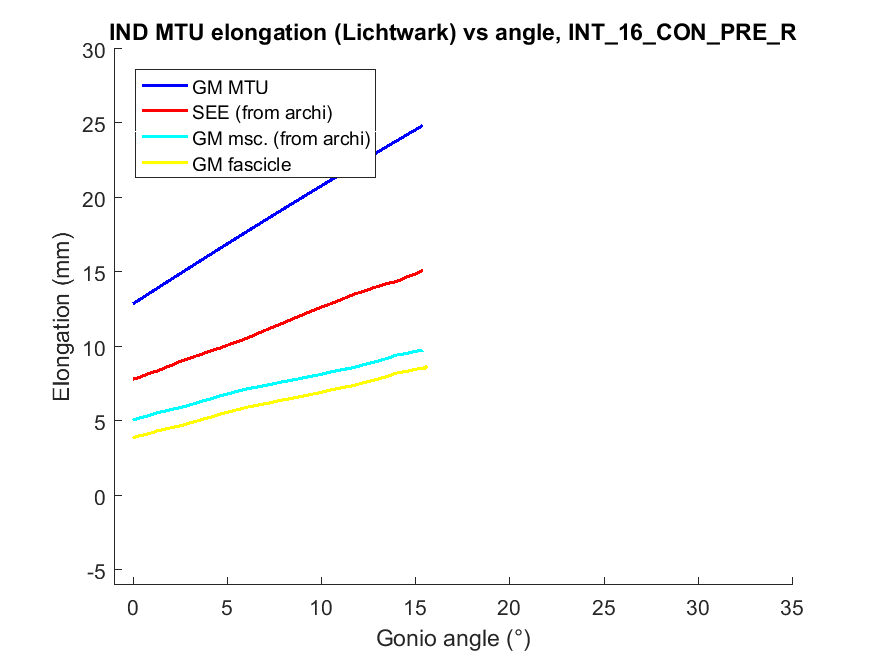 IND MTU elongation (Lichtwark) vs angle, INT_16_CON_PRE_R
30
25
20
15
10
5
0
-5
Elongation (mm)
GM MTU
SEE (from archi)
GM msc. (from archi)
GM fascicle
0 5 10 15 20 25 30 35
Gonio angle (°)